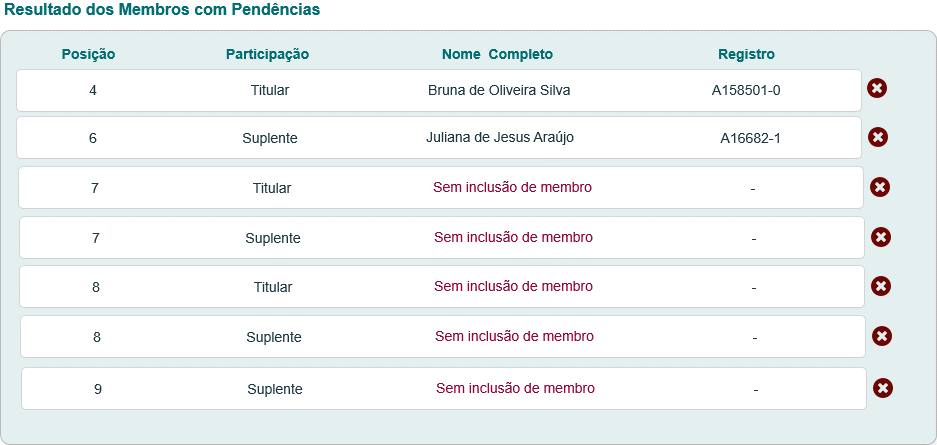 Resultado dos Membros com Pendências
Posição Participação Nome Completo Registro
4 Titular Bruna de Oliveira Silva A158501-0
6 Suplente Juliana de Jesus Araújo A16682-1
7 Titular Sem inclusão de membro -
7 Suplente Sem inclusão de membro -
8 Titular Sem inclusão de membro -
8 Suplente Sem inclusão de membro -
9 Suplente Sem inclusão de membro -